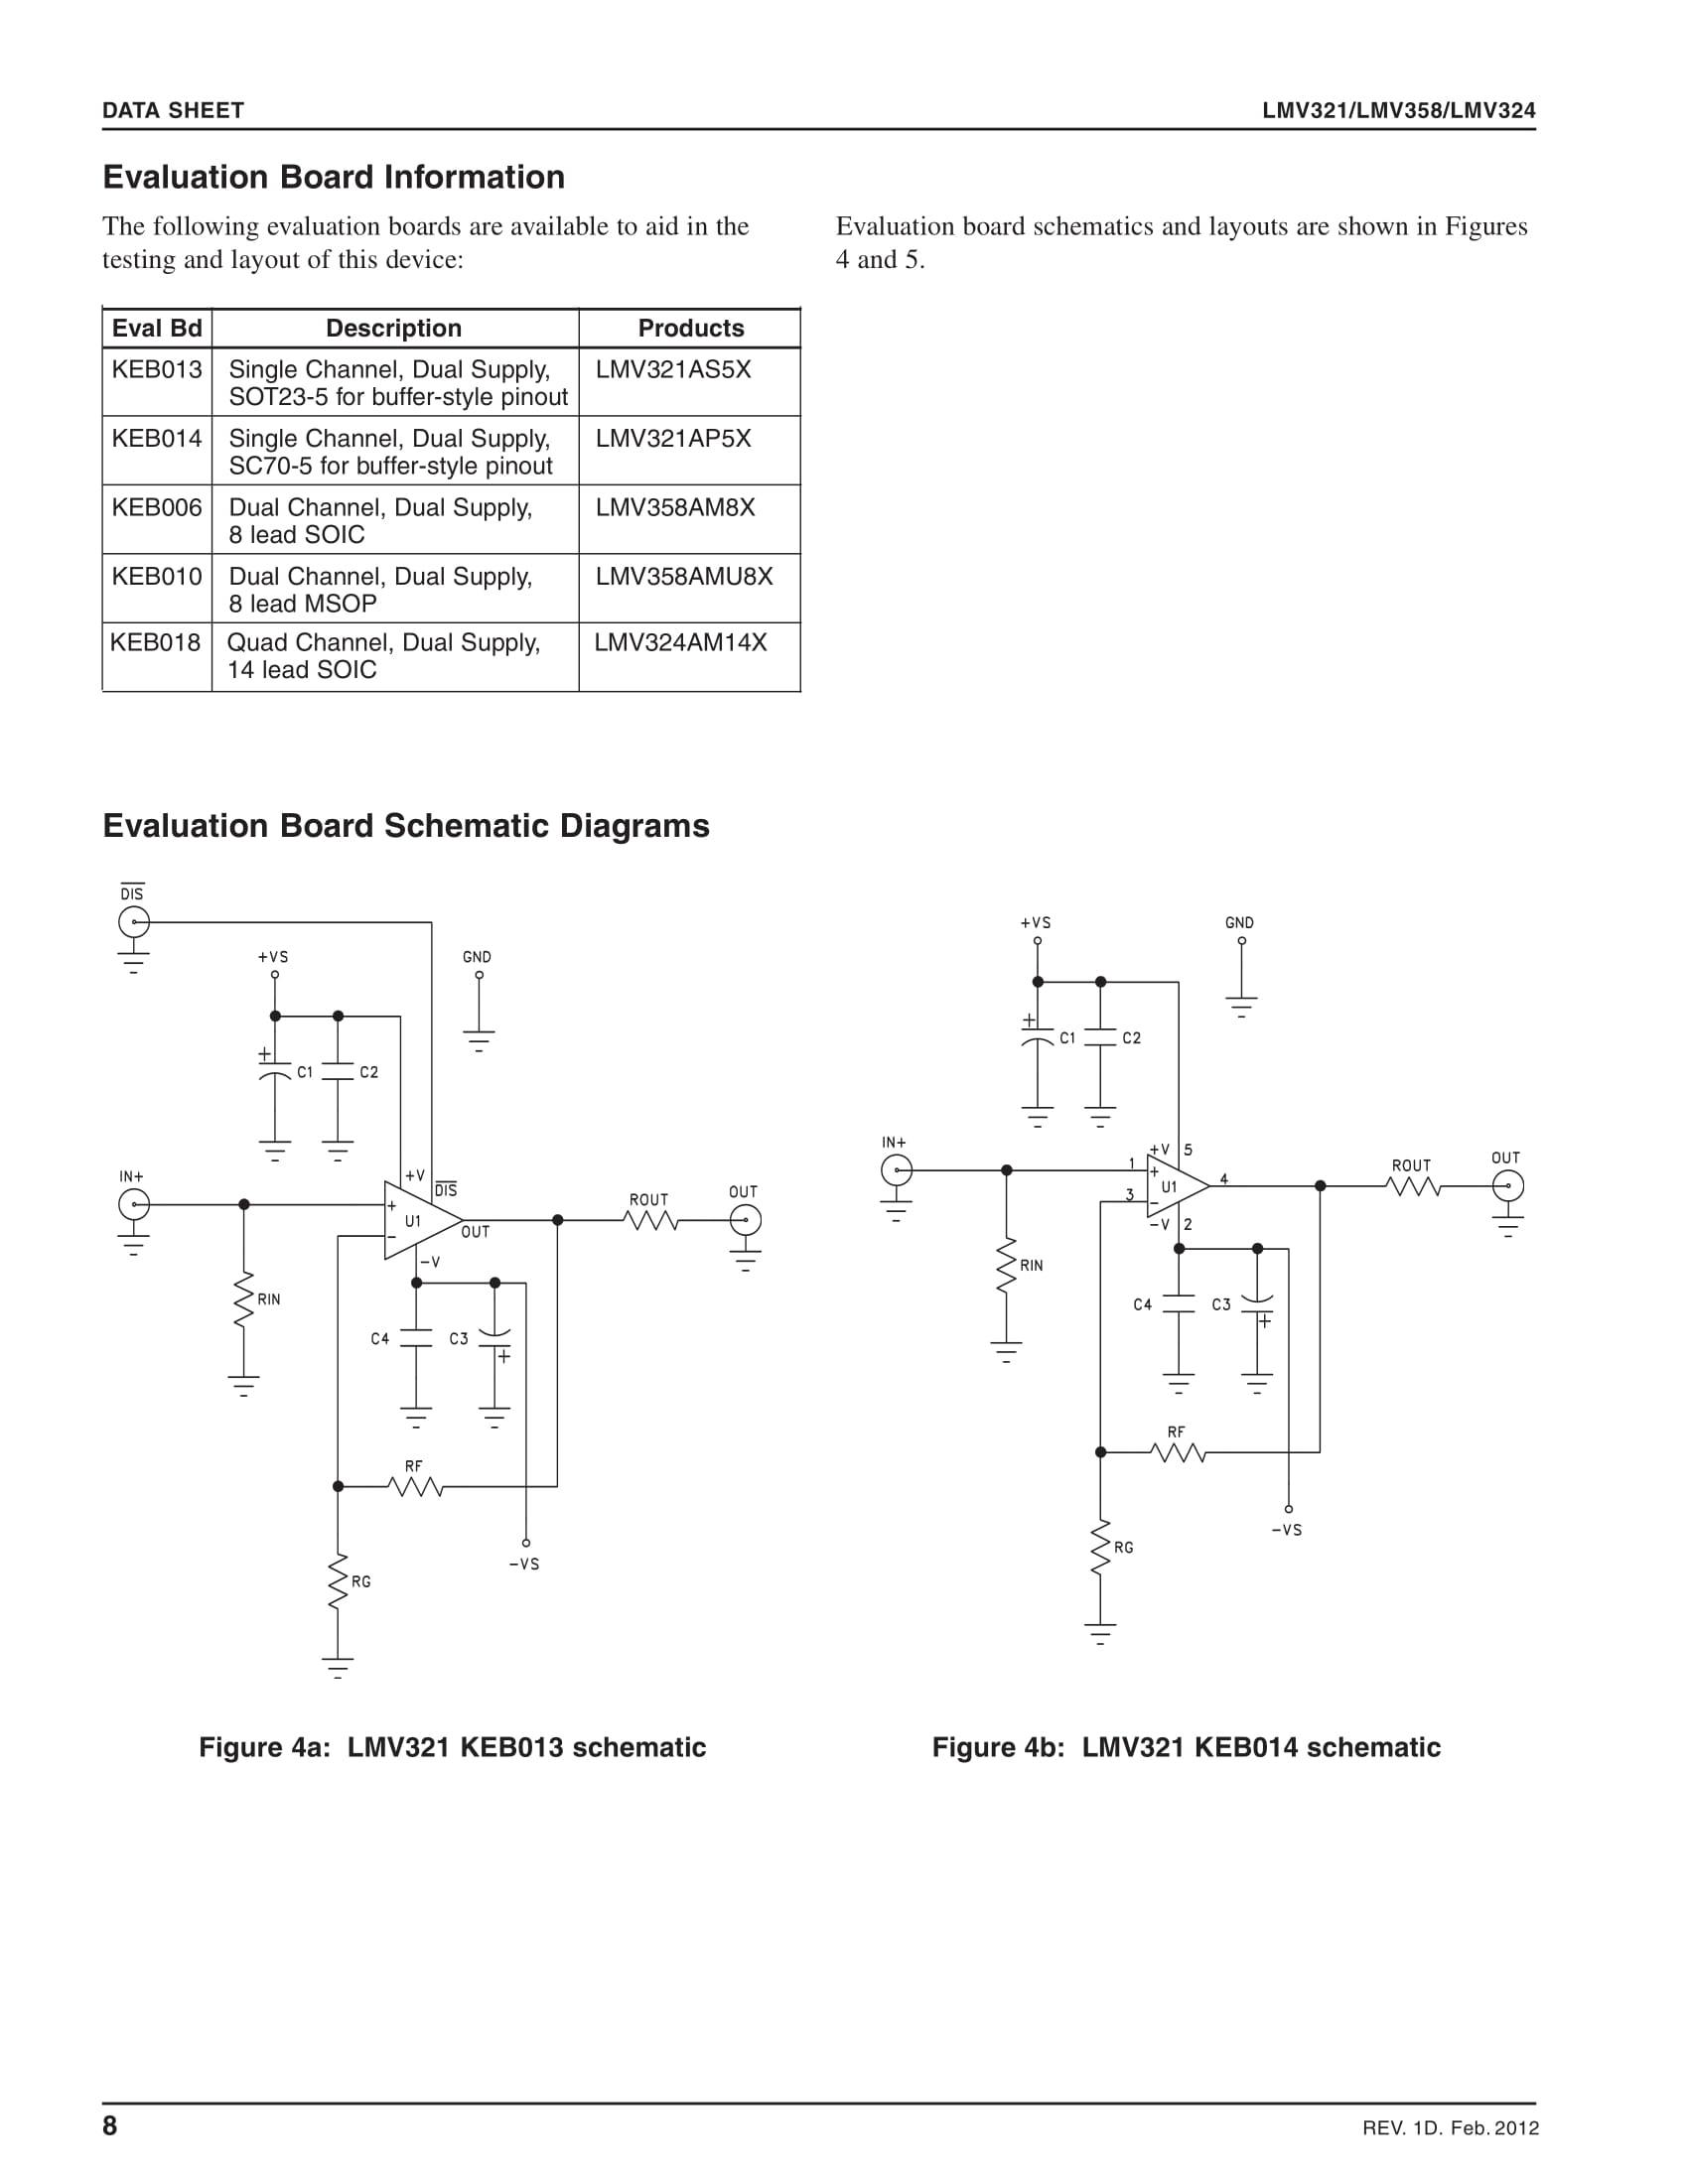 DATA SHEET
LMV321/LMV358/LMV324
Evaluation Board Information
The following evaluation boards are available to aid in the
testing and layout of this device:
Evaluation board schematics and layouts are shown in Figures
4 and 5.
Eval Bd Description Products
KEB013 Single Channel, Dual Supply, LMV321AS5X
SOT23-5 for buffer-style pinout
KEB014 Single Channel, Dual Supply, LMV321AP5X
SC70-5 for buffer-style pinout
KEB006 Dual Channel, Dual Supply, LMV358AM8X
8 lead SOIC
KEB010 Dual Channel, Dual Supply, LMV358AMU8X
8 lead MSOP
KEB018 Quad Channel, Dual Supply, LMV324AM14X
14 lead SOIC
Evaluation Board Schematic Diagrams
DIS
+VS
GND
C1
C2
IN+
+V
DIS
+
U1
−
OUT
−V
ROUT
OUT
RIN
C4
C3
+
RF
−VS
RG
+
Figure 4a: LMV321 KEB013 schematic
+VS
GND
+
C1
C2
IN+
+V 5
1
+
U1
4
3
−
−V 2
ROUT
OUT
RIN
C4
C3
+
RF
−VS
RG
Figure 4b: LMV321 KEB014 schematic
8
REV. 1D. Feb. 2012